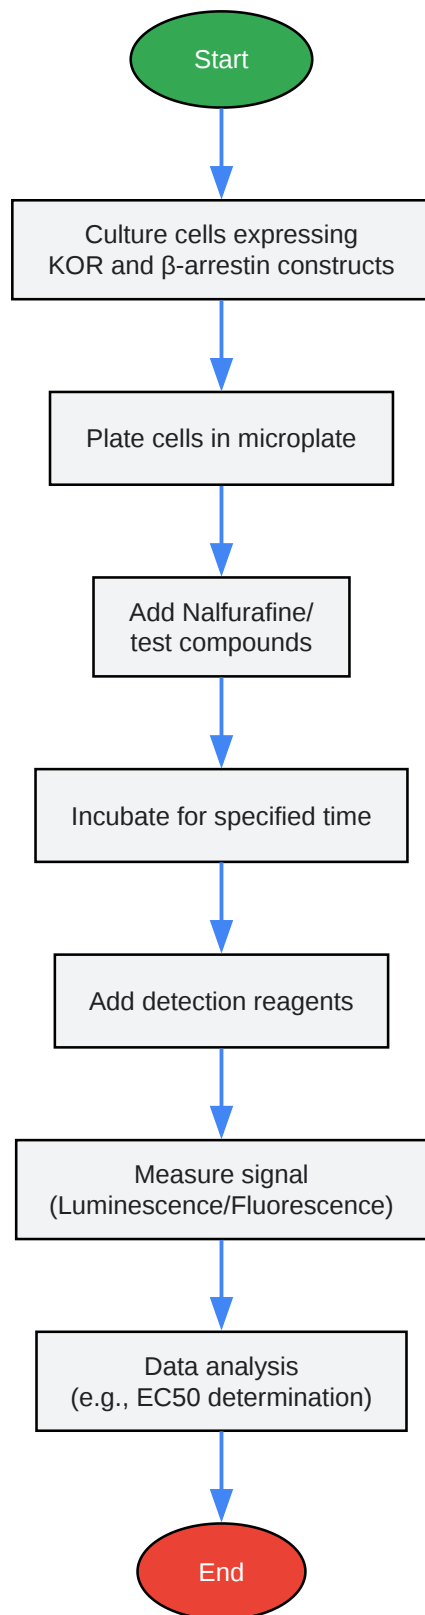 Start
Culture cells expressing
KOR and β-arrestin constructs
Plate cells in microplate
Add Nalfurafine/
test compounds
Incubate for specified time
Add detection reagents
Measure signal
(Luminescence/Fluorescence)
Data analysis
(e.g., EC50 determination)
End